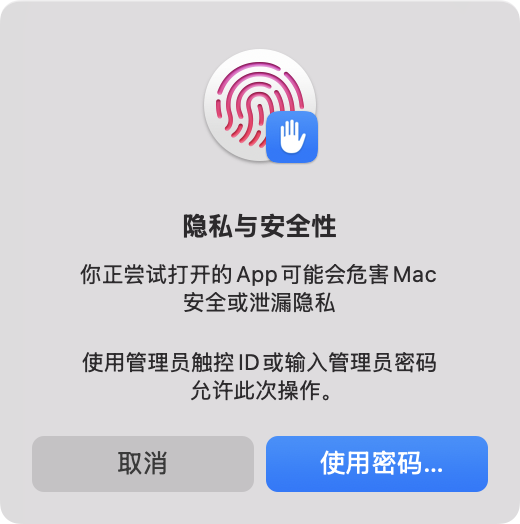 隐私与安全性
你正尝试打开的 App 可能会危害 Mac
安全或泄漏隐私
使用管理员触控 ID 或输入管理员密码
允许此次操作。
取消
使用密码...